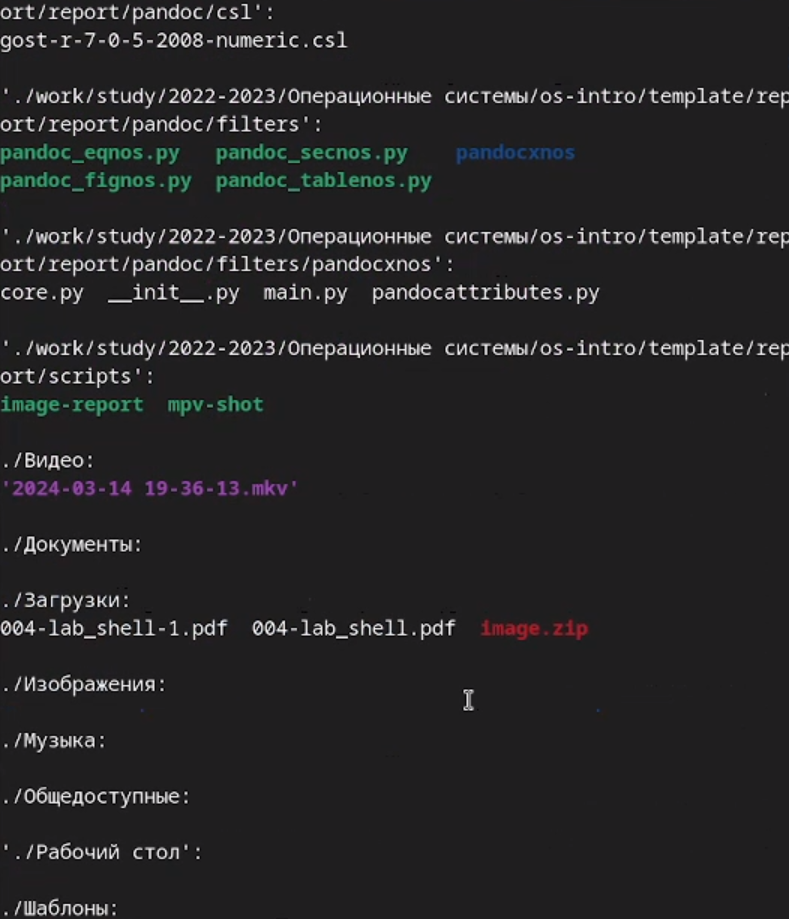 ort/report/pandoc/csl':
gost-r-7-0-5-2008-numeric.csl
'./work/study/2022-2023/Операционные системы/os-intro/template/rep
ort/report/pandoc/filters':
pandoc_eqnos.py pandoc_secnos.py pandocxnos
pandoc_fignos.py pandoc_tablenos.py
'./work/study/2022-2023/Операционные системы/os-intro/template/rep
ort/report/pandoc/filters/pandocxnos':
core.py __init__.py main.py pandocattributes.py
'./work/study/2022-2023/Операционные системы/os-intro/template/rep
ort/scripts':
image-report mpv-shot
./Видео:
'2024-03-14 19-36-13.mkv'
./Документы:
./Загрузки:
004-lab_shell-1.pdf 004-lab_shell.pdf image.zip
./Изображения:
./Музыка:
./Общедоступные:
'./Рабочий стол':
./Шаблоны: